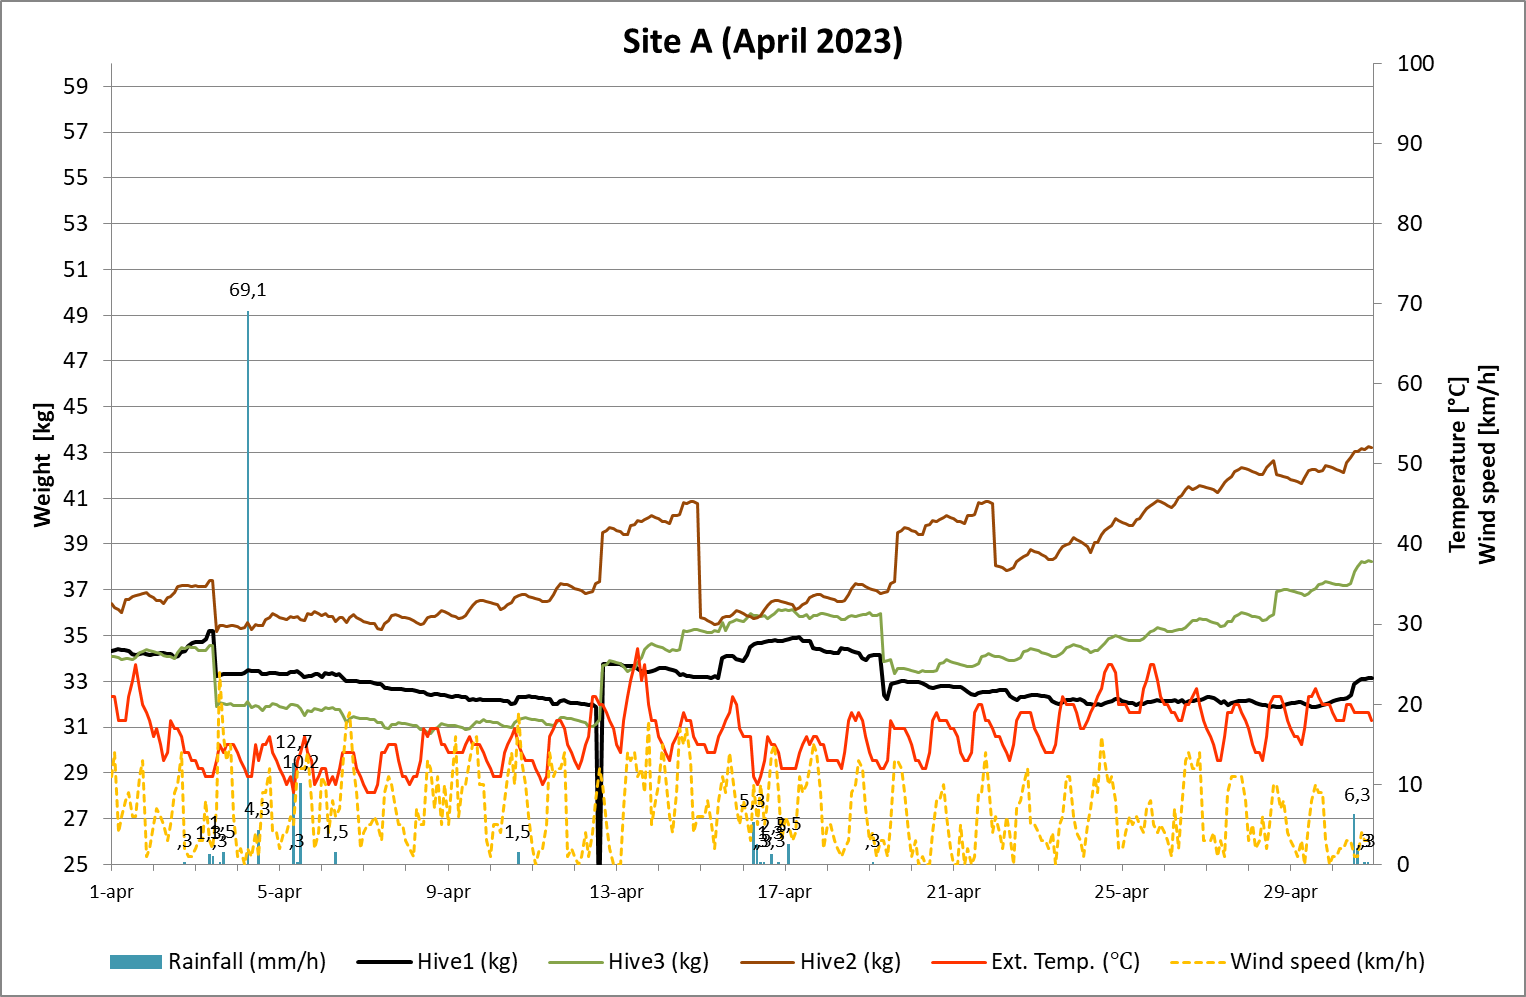 Site A (April 2023)
59
57
55
53
51
49
47
45
43
41
39
37
35
33
31
29
27
25
Weight [kg]
100
90
80
70
60
50
40
30
20
10
0
Temperature [°C]
Wind speed [km/h]
69,1
12,7
10,2
4,3
,3
1,5
1,5
5,3
,3
6,3
1-apr
5-apr
9-apr
13-apr
17-apr
21-apr
25-apr
29-apr
Rainfall (mm/h)
Hive1 (kg)
Hive3 (kg)
Hive2 (kg)
Ext. Temp. (°C)
Wind speed (km/h)